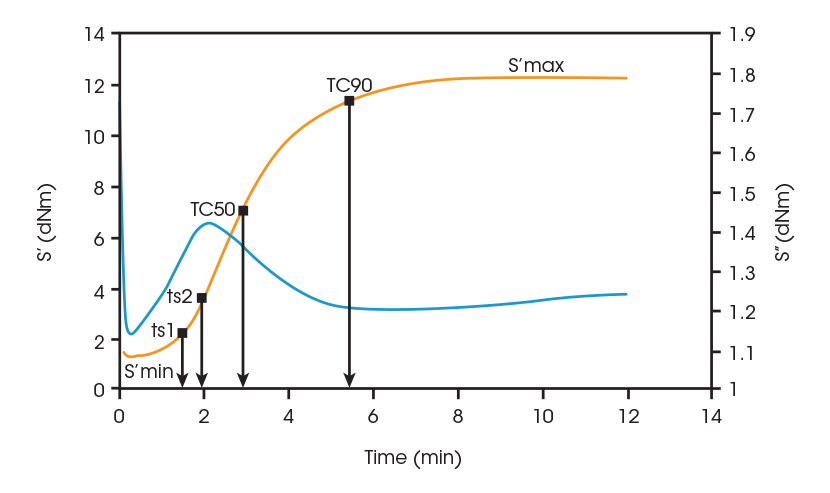 14
12
10
8
6
4
2
0
S′ (dNm)
1.9
1.8
1.7
1.6
1.5
1.4
1.3
1.2
1.1
1
S″(dNm)
S′max
TC90
TC50
ts2
ts1
S′min
0 2 4 6 8 10 12 14
Time (min)